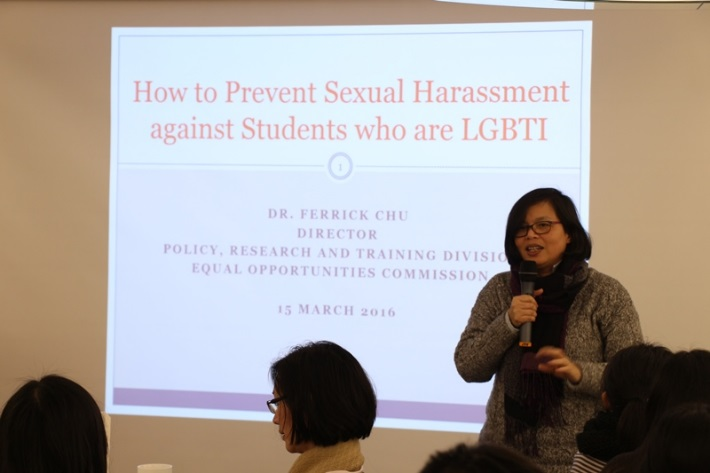 How to Prevent Sexual Harassment
against Students who are LGBTI
1
DR. FERRICK CHU
DIRECTOR
POLICY, RESEARCH AND TRAINING DIVISIO
EQUAL OPPORTUNITIES COMMISSION
15 MARCH 2016